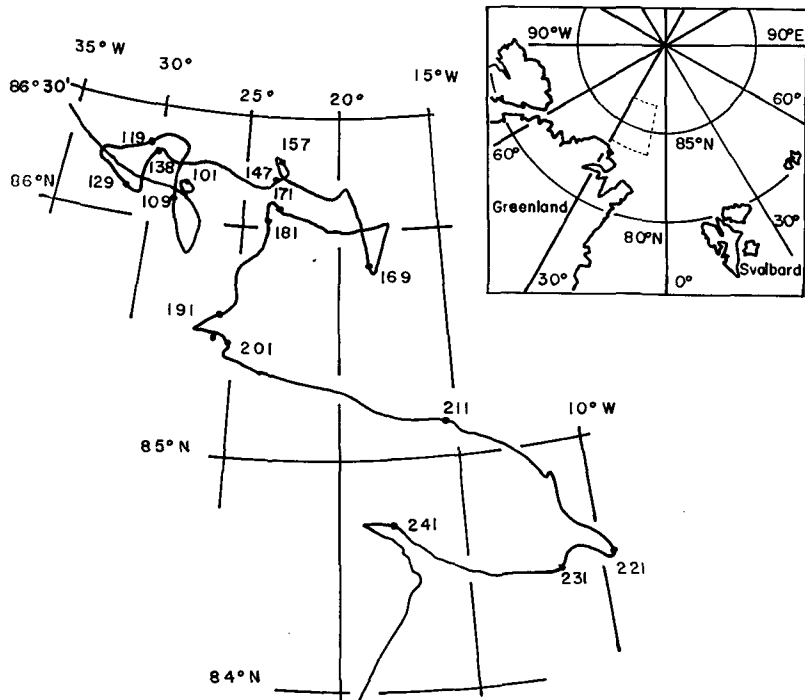 35° W
30°
25°
20°
15° W
86° 30'
119
138
101
129
109
86° N
147
157
171
181
169
191
201
211
10° W
85° N
241
231
221
84° N
90° W
90° E
60°
85° N
60°
Greenland
80° N
30°
Svalbard
30°
0°